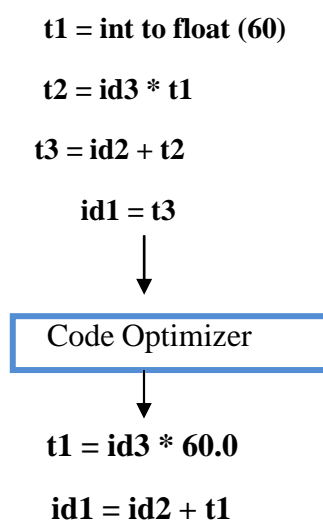 t1 = int to float (60)
t2 = id3 * t1
t3 = id2 + t2
id1 = t3
Code Optimizer
t1 = id3 * 60.0
id1 = id2 + t1